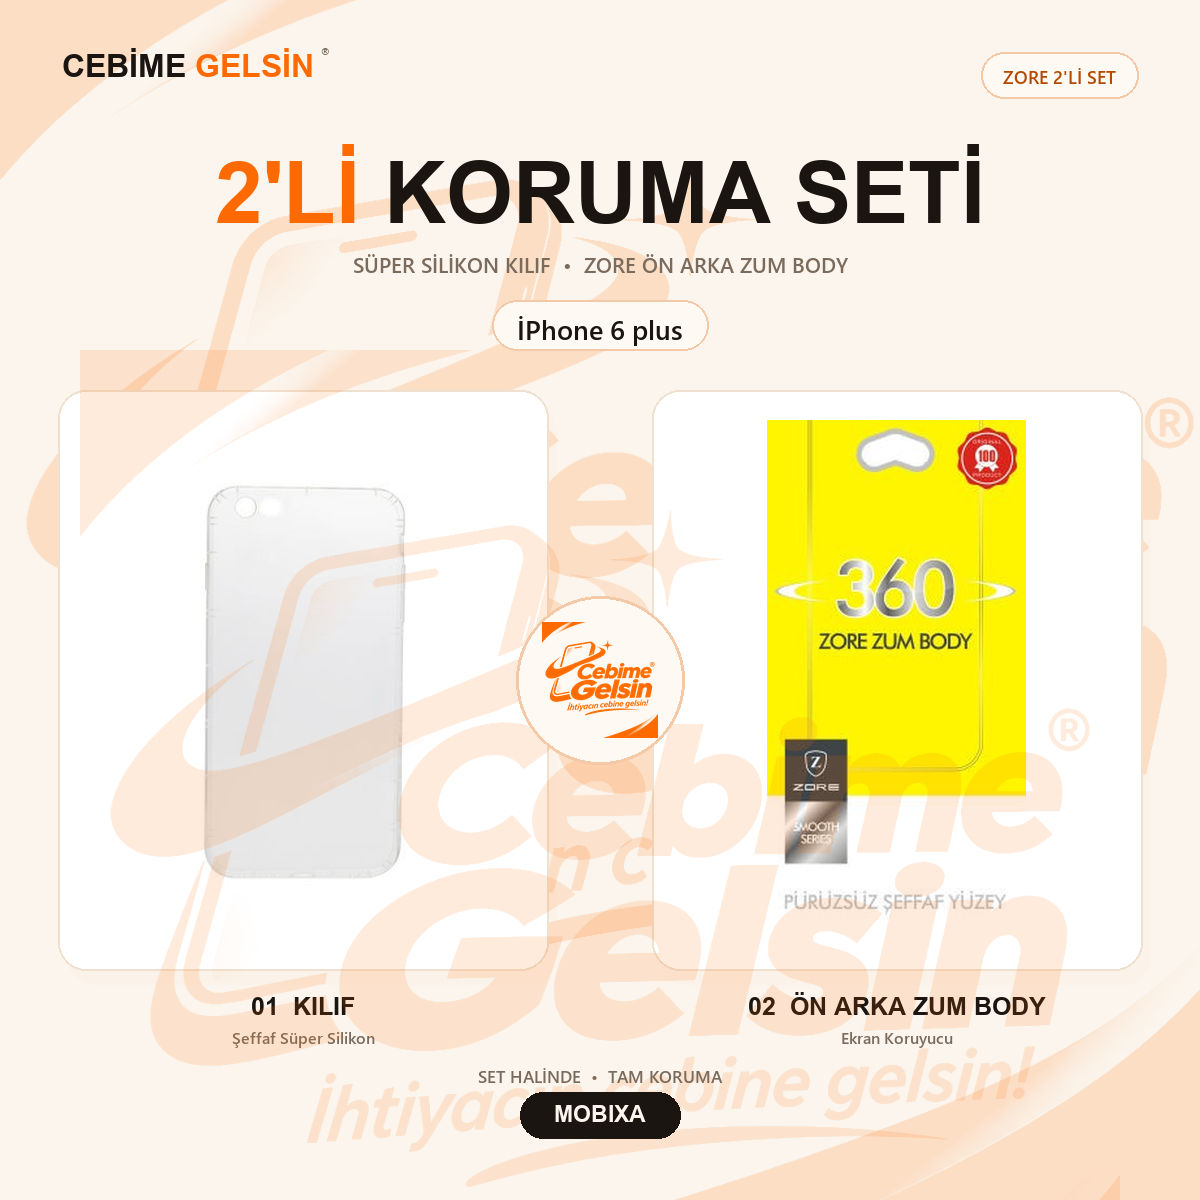 CEBİME GELSİN ®
ZORE 2'Lİ SET
2'Lİ KORUMA SETİ
SÜPER SİLİKON KILIF • ZORE ÖN ARKA ZUM BODY
İPhone 6 plus
ORIGINAL
100
PRODUCT
360
ZORE ZUM BODY
Z
ZORE
SMOOTH
SERIES
PÜRÜZSÜZ ŞEFFAF YÜZEY
Cebime®
Gelsin
İhtiyacın cebine gelsin!
01 KILIF
Şeffaf Süper Silikon
02 ÖN ARKA ZUM BODY
Ekran Koruyucu
SET HALİNDE • TAM KORUMA
MOBIXA
Cebime®
Gelsin
İhtiyacın cebine gelsin!